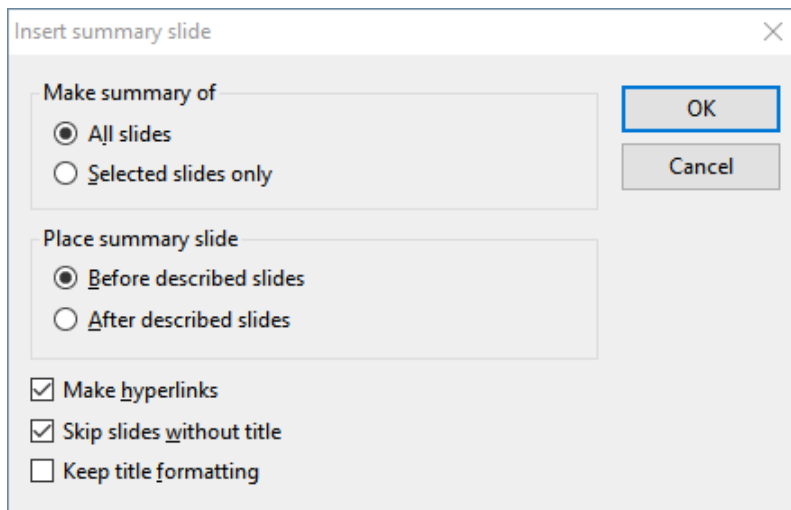 Insert summary slide
Make summary of
All slides
Selected slides only
OK
Cancel
Place summary slide
Before described slides
After described slides
Make hyperlinks
Skip slides without title
Keep title formatting